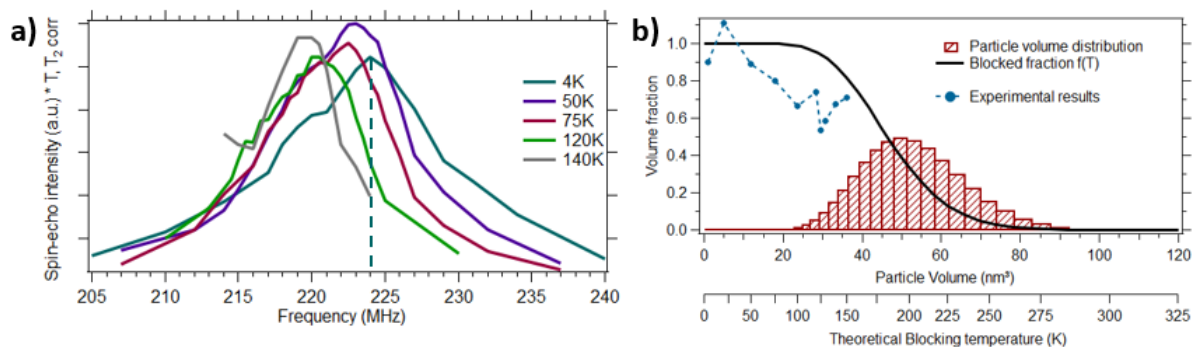 a)
Spin-echo intensity (a.u.) * T, T₂ corr
4K
50K
75K
120K
140K
205 210 215 220 225 230 235 240
Frequency (MHz)
b)
Volume fraction
1.0
0.8
0.6
0.4
0.2
0.0
Particle volume distribution
Blocked fraction f(T)
Experimental results
0 20 40 60 80 100 120
Particle Volume (nm³)
0 25 50 75 100 125 150 200 225 250 275 300 325
Theoretical Blocking temperature (K)